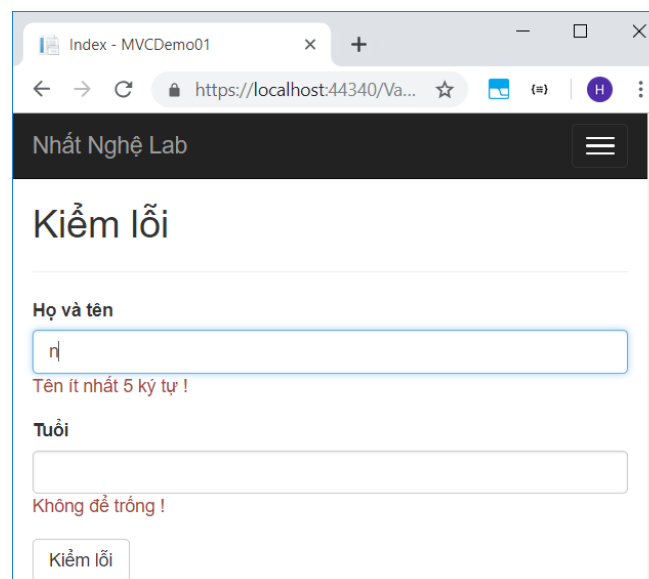 Index - MVCDemo01
https://localhost:44340/Va...
{=}
H
Nhất Nghệ Lab
Kiểm lỗi
Họ và tên
n
Tên ít nhất 5 ký tự !
Tuổi
Không để trống !
Kiểm lỗi